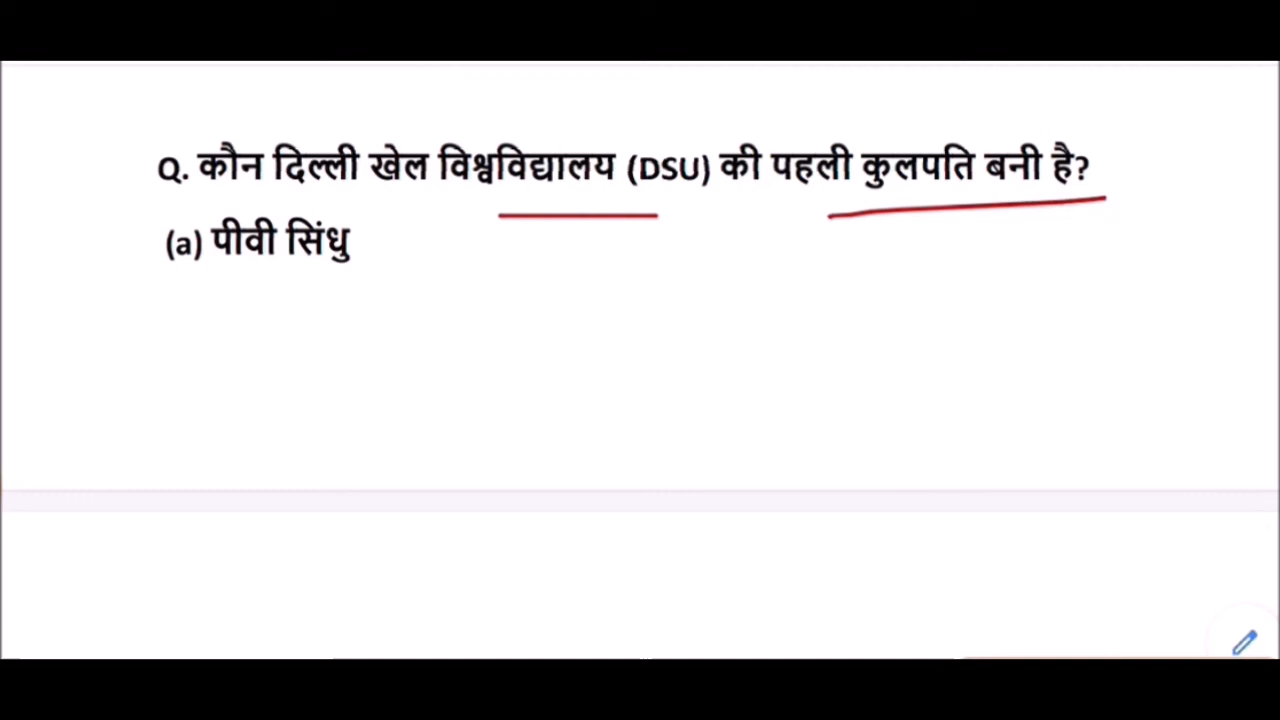 Q. कौन दिल्ली खेल विश्वविद्यालय (DSU) की पहली कुलपति बनी है?
(a) पीवी सिंधु